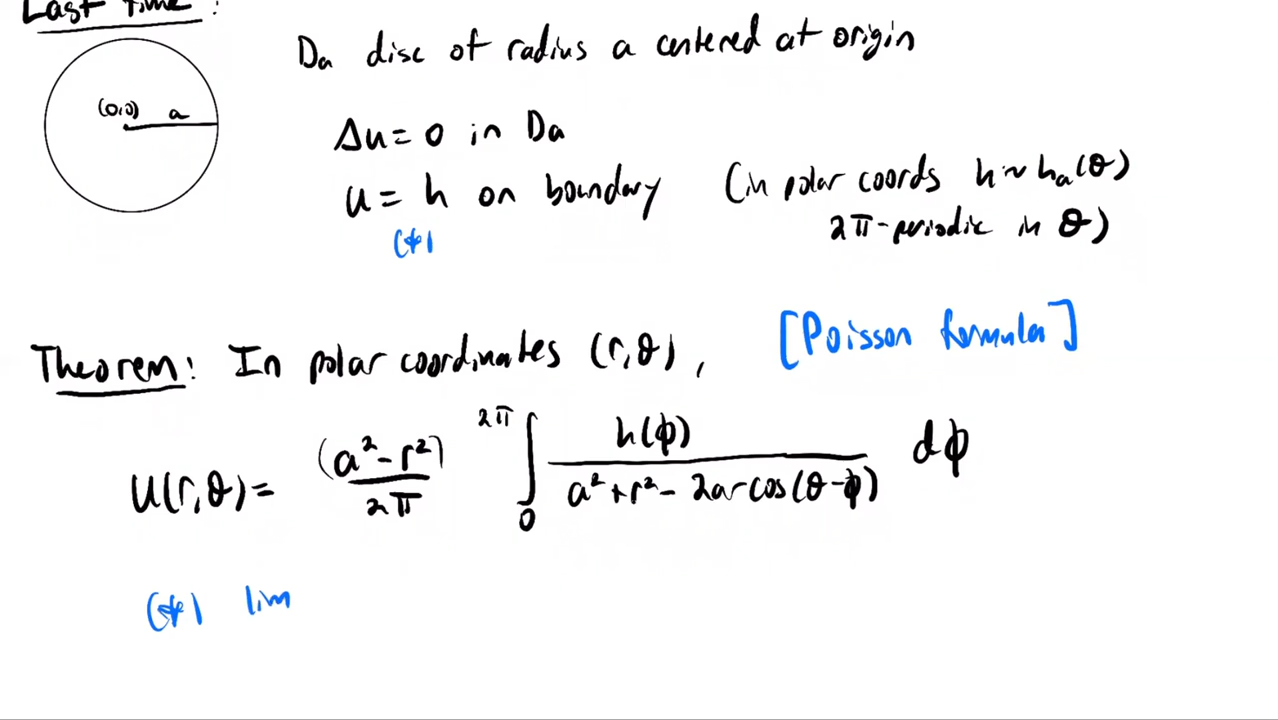 Last time:
(0,0) a
Da disc of radius a centered at origin
Δu = 0 in Da
u = h on boundary (in polar coords h ~ ha(θ)
(*) 2π-periodic in θ)
Theorem: In polar coordinates (r,θ), [Poisson formula]
u(r,θ) = (a² - r²)/2π ∫₀^2π h(φ)/(a² + r² - 2ar cos(θ-φ)) dφ
(*) lim